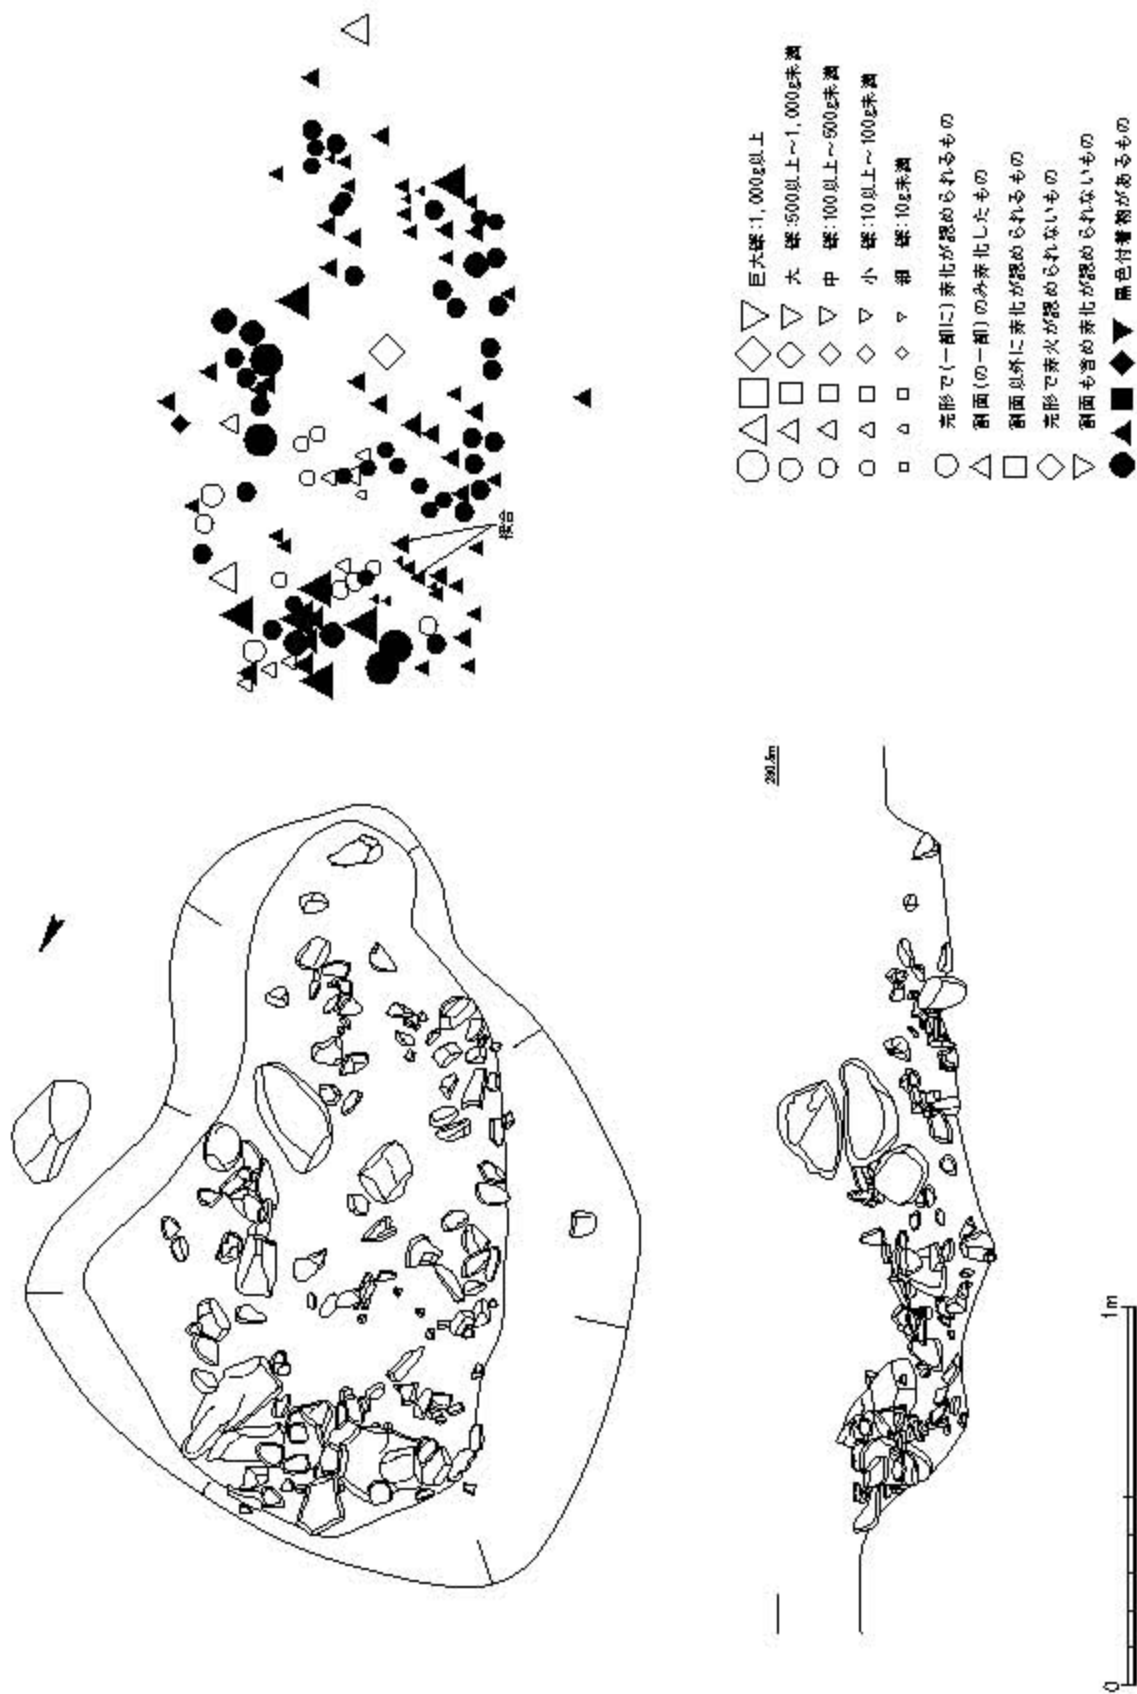 接合
巨大礫:1,000g以上
大　礫:500以上～1,000g未満
中　礫:100以上～500g未満
小　礫:10以上～100g未満
細　礫:10g未満
完形で(一部に)赤化が認められるもの
割面(の一部)のみ赤化したもの
割面以外に赤化が認められるもの
完形で赤火が認められないもの
割面も含め赤化が認められないもの
黒色付着物があるもの
280.5m
0
1m